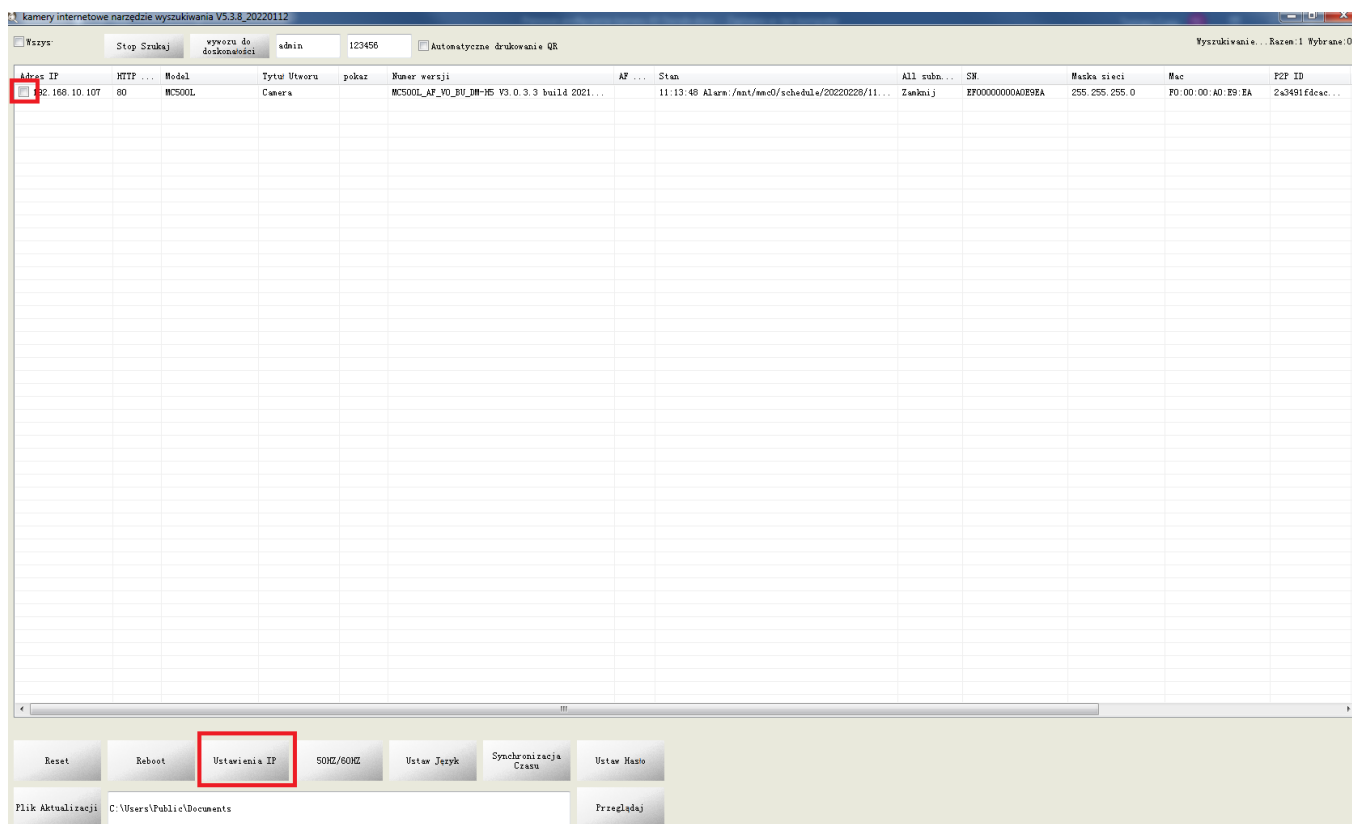 kamery internetowe narzędzie wyszukiwania V5.3.8_20220112
Wszys
Stop Szukaj
wywozu do doskonałości
admin
123456
Automatyczne drukowanie QR
Wyszukiwanie...Razem:1 Wybrane:0
Adres IP HTTP ... Model Tytuł Utworu pokaz Numer wersji AF ... Stan All subn... SN. Maska sieci Mac P2P ID
192.168.10.107 80 MC500L Camera MC500L_AF_V0_BU_DM-H5 V3.0.3.3 build 2021... 11:13:48 Alarm:/mnt/mmc0/schedule/20220228/11... Zamknij EF00000000A0E9EA 255.255.255.0 F0:00:00:A0:E9:EA 2a3491fdcac...
Reset
Reboot
Ustawienia IP
50HZ/60HZ
Ustaw Język
Synchronizacja
Czasu
Ustaw Hasło
Plik Aktualizacji
C:\Users\Public\Documents
Przeglądaj